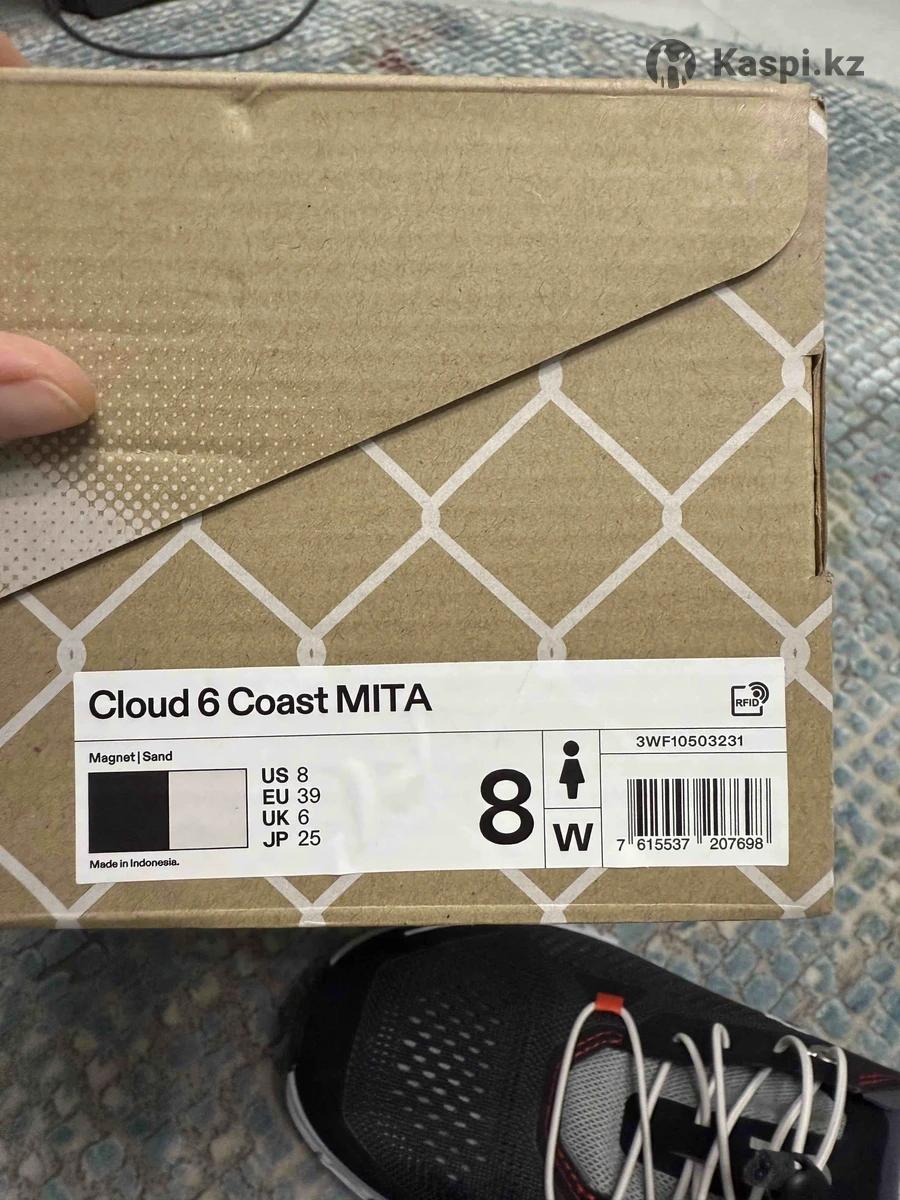 Kaspi.kz
Cloud 6 Coast MITA
RFID
Magnet|Sand
3WF10503231
US 8
EU 39
UK 6
JP 25
8
W
7 615537 207698
Made in Indonesia.